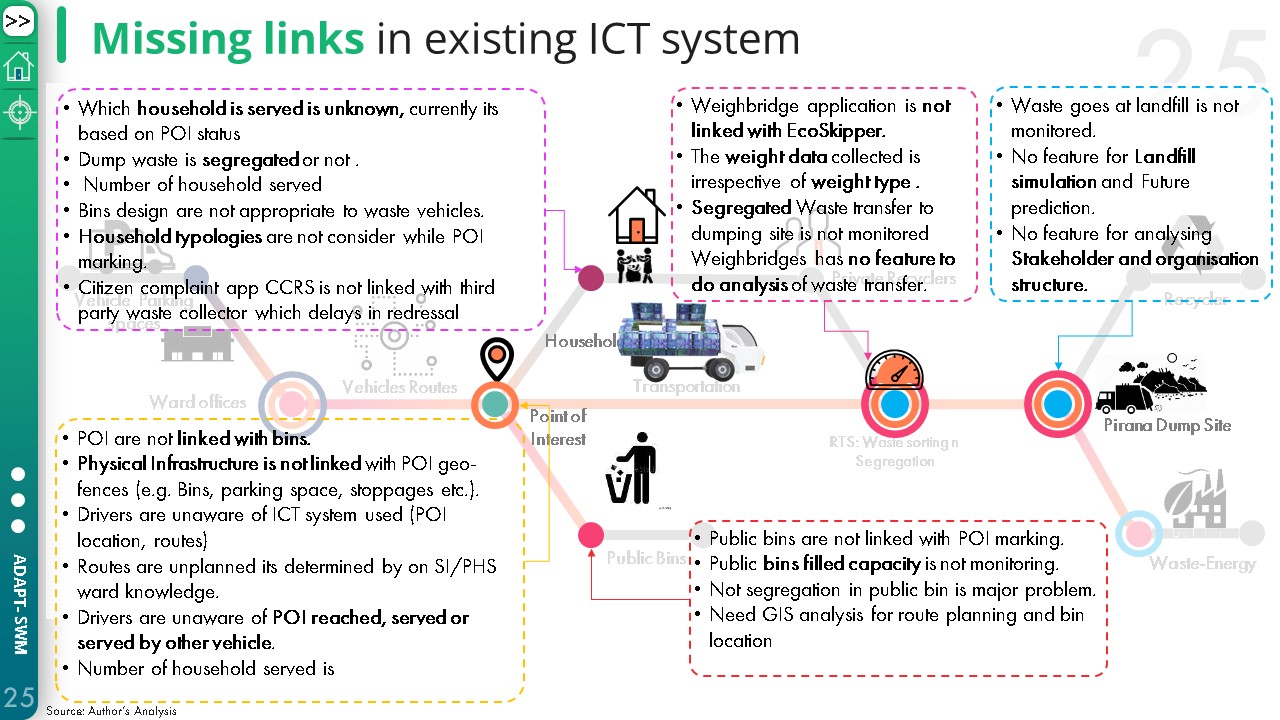 >>
Missing links in existing ICT system
25
• Which household is served is unknown, currently its
based on POI status
• Dump waste is segregated or not .
• Number of household served
• Bins design are not appropriate to waste vehicles.
• Household typologies are not consider while POI
marking.
• Citizen complaint app CCRS is not linked with third
party waste collector which delays in redressal
• Weighbridge application is not
linked with EcoSkipper.
• The weight data collected is
irrespective of weight type .
• Segregated Waste transfer to
dumping site is not monitored
Weighbridges has no feature to
do analysis of waste transfer.
• Waste goes at landfill is not
monitored.
• No feature for Landfill
simulation and Future
prediction.
• No feature for analysing
Stakeholder and organisation
structure.
Vehicle Parking
Spaces
Private Recyclers
Recycler
Household
Vehicles Routes
Transportation
Ward offices
Point of
Interest
RTS: Waste sorting n
Segregation
Pirana Dump Site
• POI are not linked with bins.
• Physical Infrastructure is not linked with POI geo-
fences (e.g. Bins, parking space, stoppages etc.).
• Drivers are unaware of ICT system used (POI
location, routes)
• Routes are unplanned its determined by on SI/PHS
ward knowledge.
• Drivers are unaware of POI reached, served or
served by other vehicle.
• Number of household served is
Public Bins
• Public bins are not linked with POI marking.
• Public bins filled capacity is not monitoring.
• Not segregation in public bin is major problem.
• Need GIS analysis for route planning and bin
location
Waste-Energy
ADAPT- SWM
25
Source: Author's Analysis